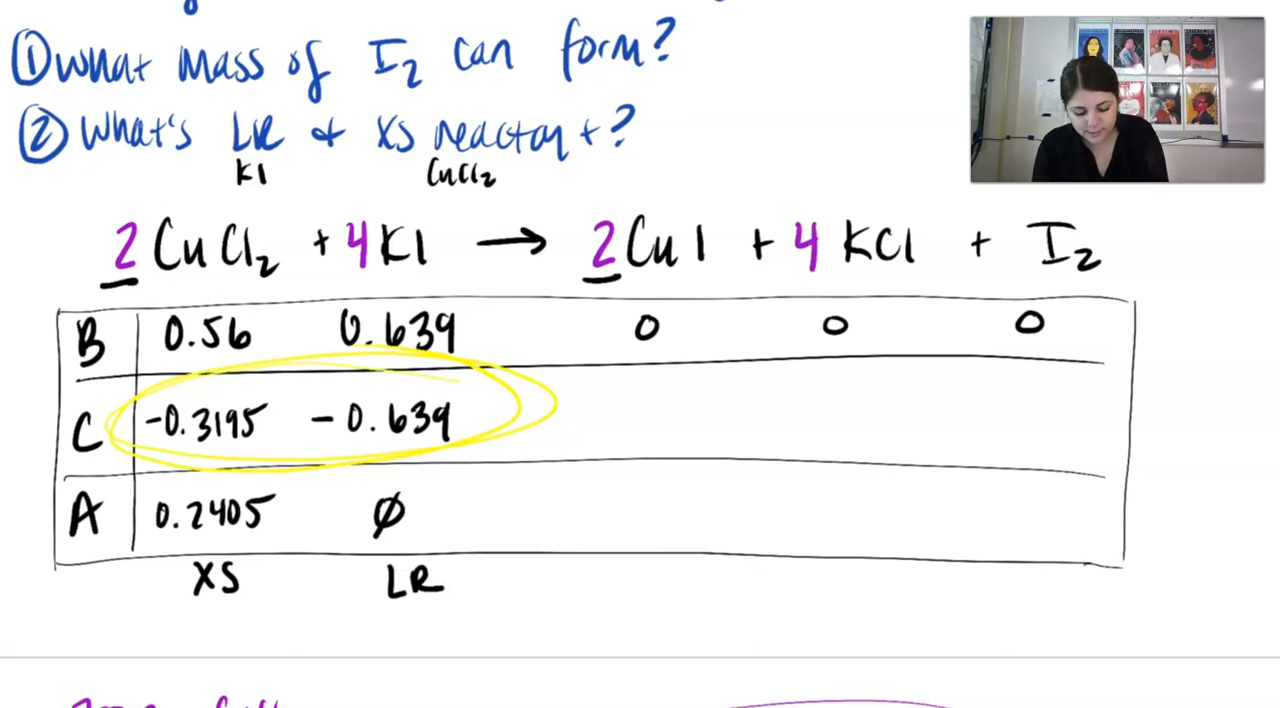 ① What mass of I₂ can form?
② What's LR & XS reactant?
KI CuCl₂
2 CuCl₂ + 4 KI → 2 CuI + 4 KCl + I₂
B 0.56 0.639 0 0 0
C -0.3195 -0.639
A 0.2405 Ø
XS LR